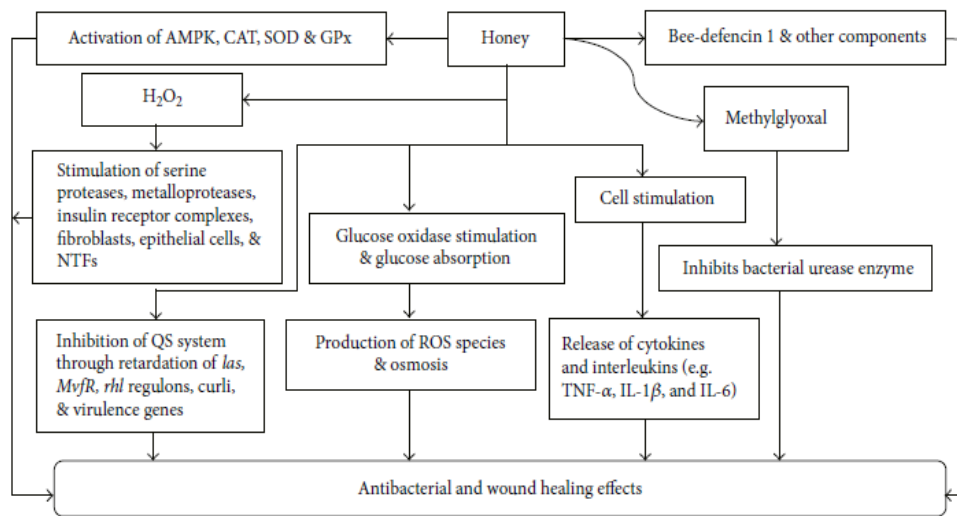 Activation of AMPK, CAT, SOD & GPx
Honey
Bee-defencin 1 & other components
H₂O₂
Methylglyoxal
Stimulation of serine
proteases, metalloproteases,
insulin receptor complexes,
fibroblasts, epithelial cells, &
NTFs
Cell stimulation
Glucose oxidase stimulation
& glucose absorption
Inhibits bacterial urease enzyme
Inhibition of QS system
through retardation of las,
MvfR, rhl regulons, curli,
& virulence genes
Production of ROS species
& osmosis
Release of cytokines
and interleukins (e.g.
TNF-α, IL-1β, and IL-6)
Antibacterial and wound healing effects